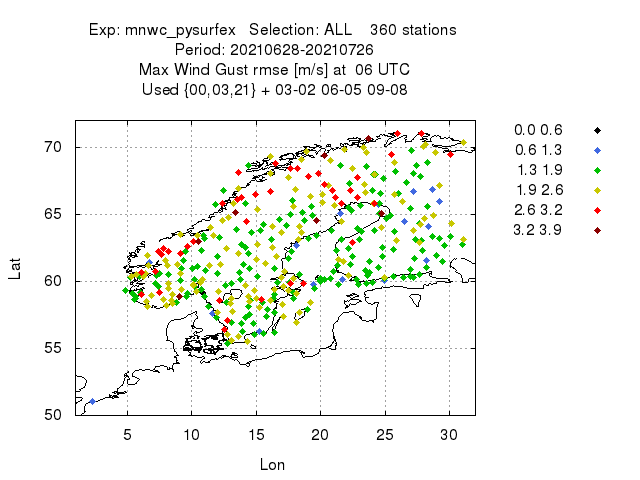 Exp: mnwc_pysurfex   Selection: ALL    360 stations
Period: 20210628-20210726
Max Wind Gust rmse [m/s] at  06 UTC
Used {00,03,21} + 03-02 06-05 09-08
0.0 0.6
0.6 1.3
1.3 1.9
1.9 2.6
2.6 3.2
3.2 3.9
70
65
60
55
50
Lat
5 10 15 20 25 30
Lon